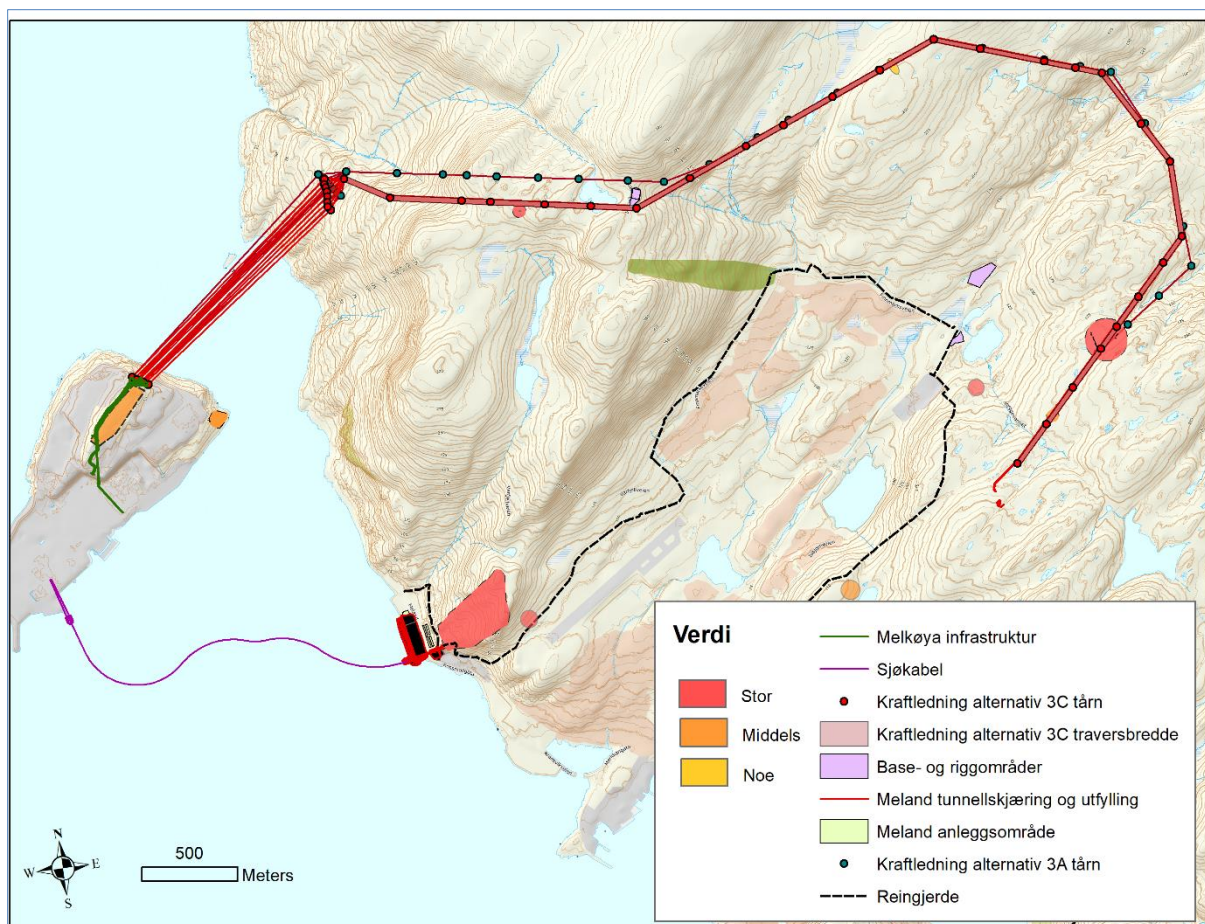 Verdi
Stor
Middels
Noe
Melkøya infrastruktur
Sjøkabel
Kraftledning alternativ 3C tårn
Kraftledning alternativ 3C traversbredde
Base- og riggområder
Meland tunnellskjæring og utfylling
Meland anleggsområde
Kraftledning alternativ 3A tårn
Reingjerde
N
W
E
S
500
Meters